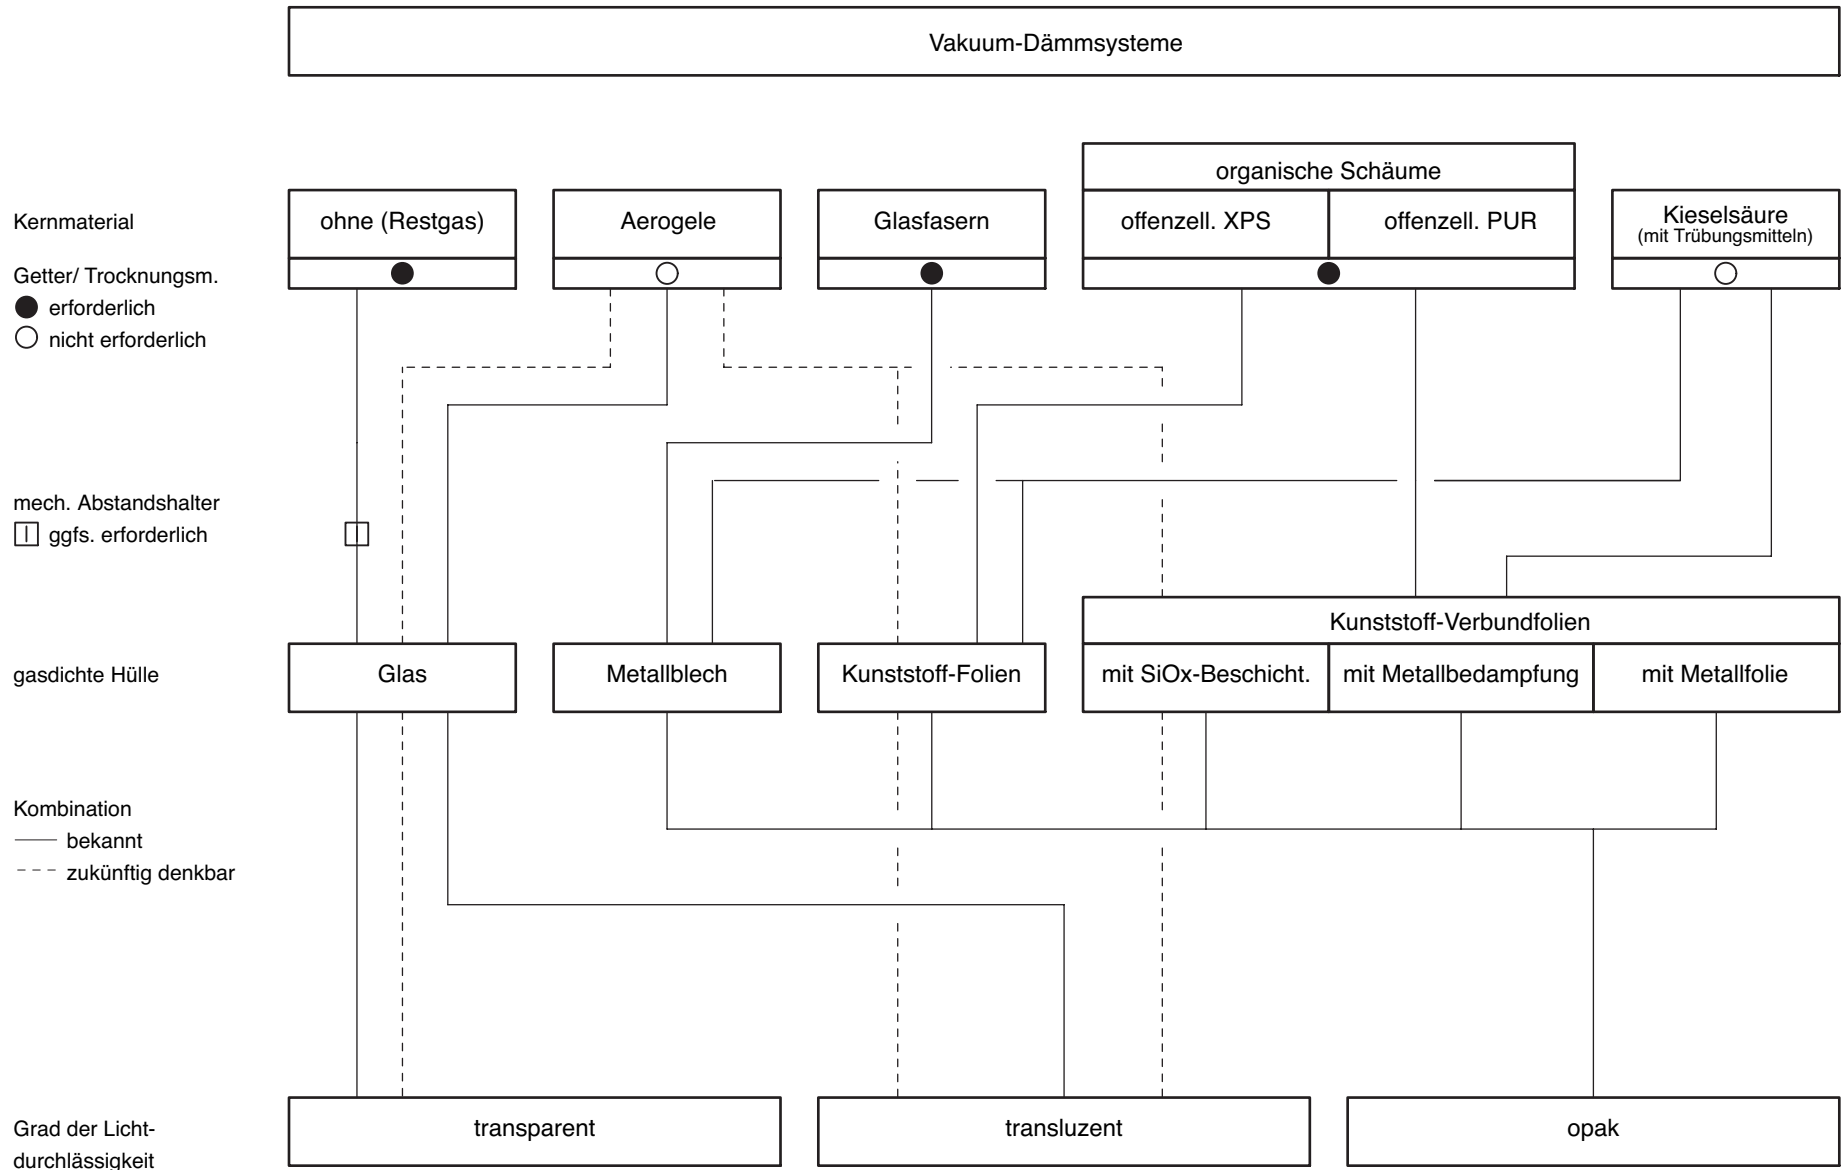 Vakuum-Dämmsysteme
organische Schäume
Kernmaterial
ohne (Restgas)
Aerogele
Glasfasern
offenzell. XPS
offenzell. PUR
Kieselsäure
(mit Trübungsmitteln)
Getter/ Trocknungsm.
erforderlich
nicht erforderlich
mech. Abstandshalter
ggfs. erforderlich
Kunststoff-Verbundfolien
gasdichte Hülle
Glas
Metallblech
Kunststoff-Folien
mit SiOx-Beschicht.
mit Metallbedampfung
mit Metallfolie
Kombination
bekannt
zukünftig denkbar
Grad der Licht-
durchlässigkeit
transparent
transluzent
opak